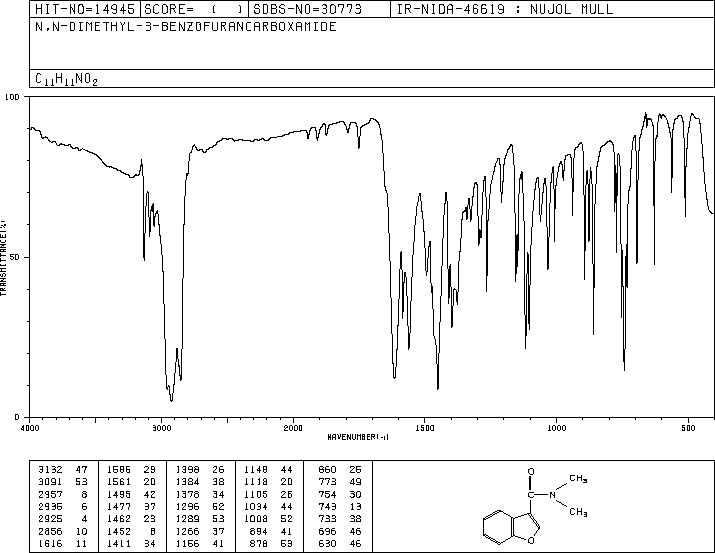 HIT-NO=14945 SCORE= ( ) SDBS-NO=30773 IR-NIDA-46619 : NUJOL MULL
N,N-DIMETHYL-3-BENZOFURANCARBOXAMIDE
C11H11NO2
100
TRANSMITTANCE(%)
50
0
4000 3000 2000 1500 1000 500
WAVENUMBER(-1)
3132 47 1586 29 1398 26 1148 44 860 25
3091 53 1561 20 1384 38 1118 20 773 49
2957 8 1495 42 1378 34 1105 26 754 30
2935 6 1477 37 1296 52 1034 44 743 13
2925 4 1462 23 1289 53 1008 52 733 38
2856 10 1452 8 1266 37 894 41 696 46
1616 11 1411 34 1156 41 878 53 630 46
O
CH3
C N
CH3
O